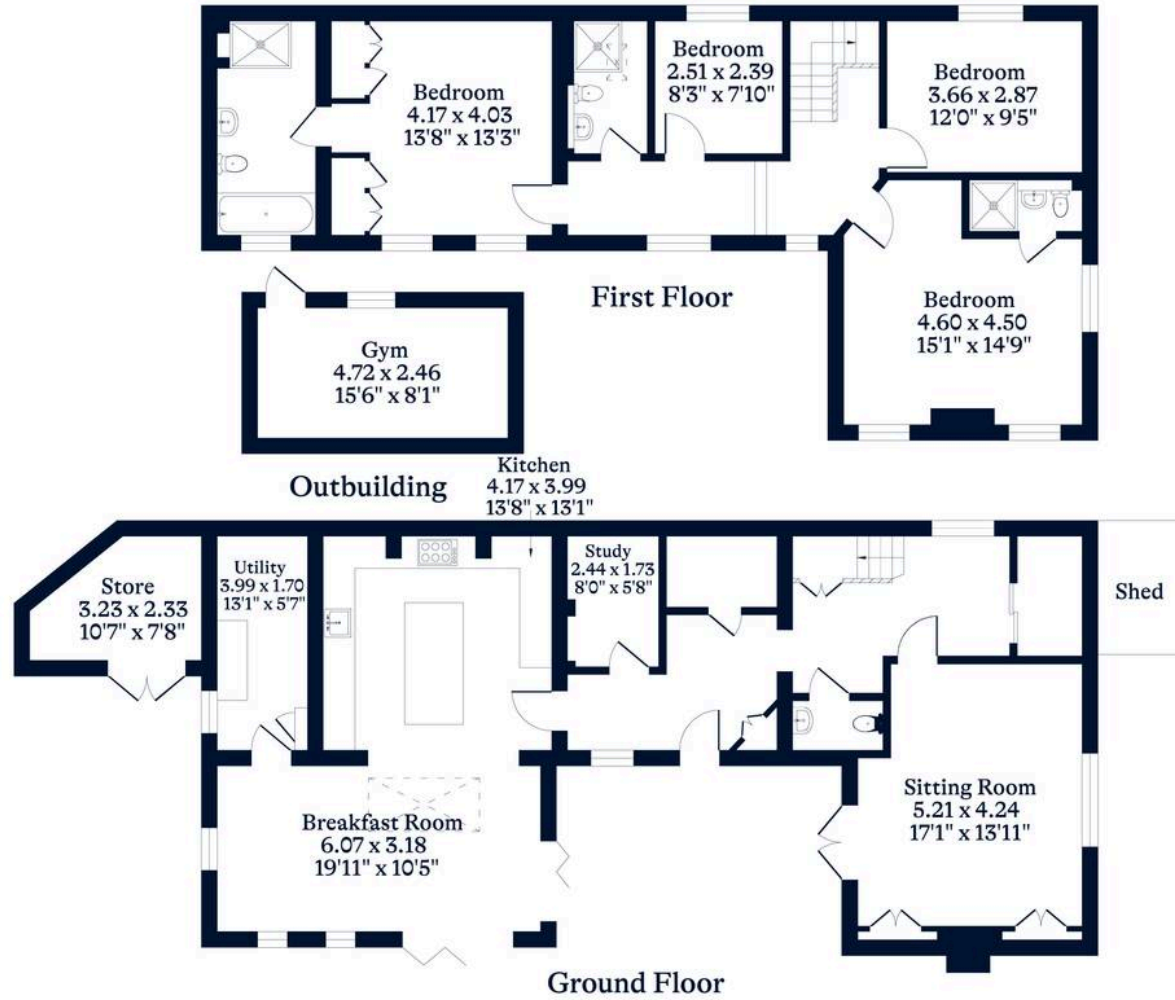 Bedroom
4.17 x 4.03
13'8" x 13'3"
Bedroom
2.51 x 2.39
8'3" x 7'10"
Bedroom
3.66 x 2.87
12'0" x 9'5"
Bedroom
4.60 x 4.50
15'1" x 14'9"
First Floor
Gym
4.72 x 2.46
15'6" x 8'1"
Outbuilding
Kitchen
4.17 x 3.99
13'8" x 13'1"
Store
3.23 x 2.33
10'7" x 7'8"
Utility
3.99 x 1.70
13'1" x 5'7"
Study
2.44 x 1.73
8'0" x 5'8"
Shed
Breakfast Room
6.07 x 3.18
19'11" x 10'5"
Sitting Room
5.21 x 4.24
17'1" x 13'11"
Ground Floor